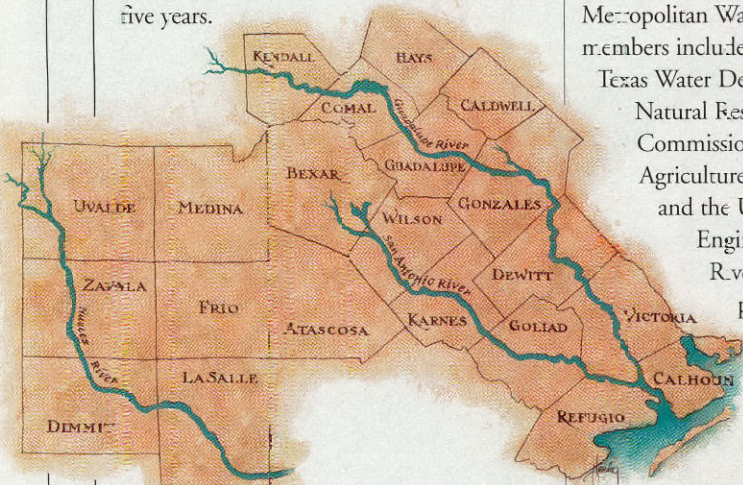 five years.
Metropolitan Wa
members include
Texas Water De
Natural Res
Commissio
Agriculture
and the U
Engi
KENDALL
HAYS
COMAL
CALDWELL
Guadalupe River
GUADALUPE
BEXAR
UVALDE
MEDINA
WILSON
GONZALES
San Antonio River
DEWITT
ZAVALA
FRIO
ATASCOSA
KARNES
GOLIAD
VICTORIA
Nueces River
LASALLE
CALHOUN
DIMMIT
REFUGIO